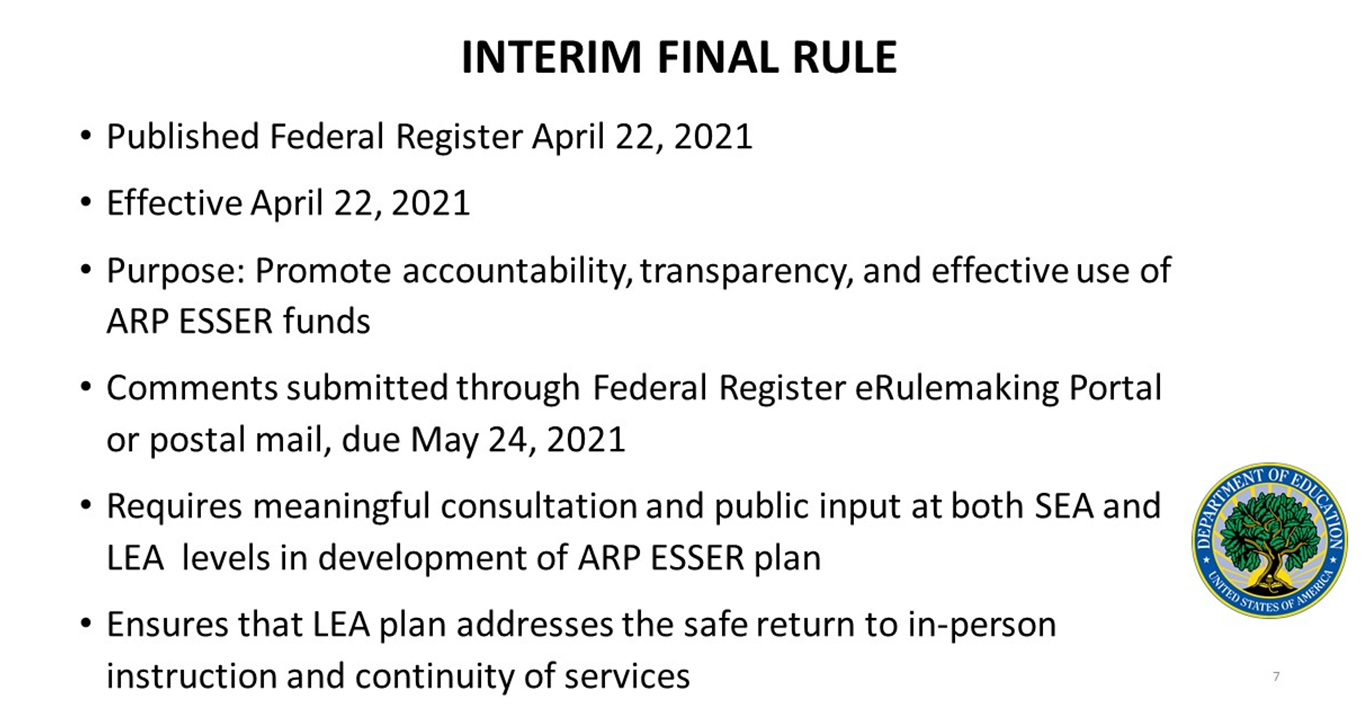 INTERIM FINAL RULE
• Published Federal Register April 22, 2021
• Effective April 22, 2021
• Purpose: Promote accountability, transparency, and effective use of
ARP ESSER funds
• Comments submitted through Federal Register eRulemaking Portal
or postal mail, due May 24, 2021
• Requires meaningful consultation and public input at both SEA and
LEA  levels in development of ARP ESSER plan
• Ensures that LEA plan addresses the safe return to in-person
instruction and continuity of services
DEPARTMENT OF EDUCATION
UNITED STATES OF AMERICA
7